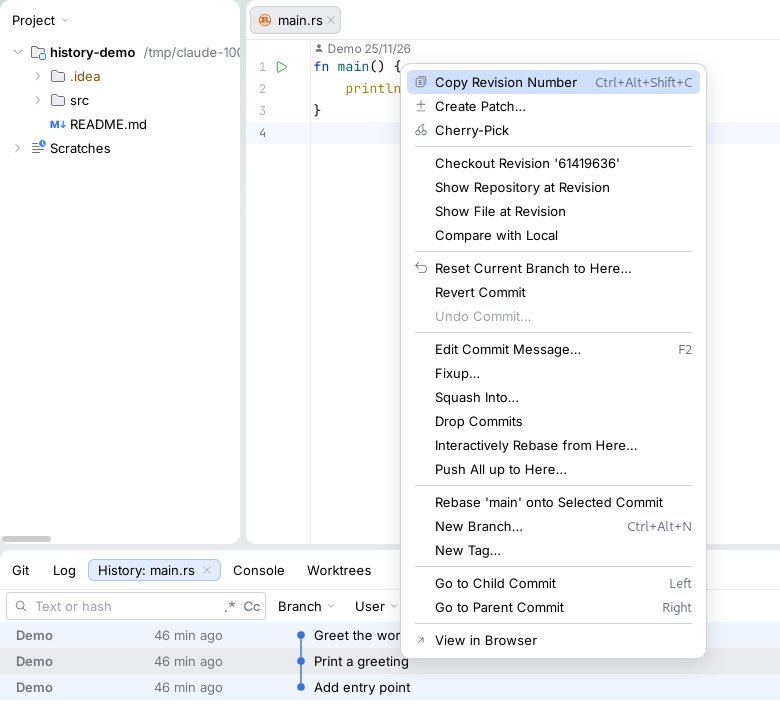 Project
history-demo /tmp/claude-100
.idea
src
M↓ README.md
Scratches
main.rs
Demo 25/11/26
1 fn main() {
2 println
3 }
4
Copy Revision Number Ctrl+Alt+Shift+C
Create Patch...
Cherry-Pick
Checkout Revision '61419636'
Show Repository at Revision
Show File at Revision
Compare with Local
Reset Current Branch to Here...
Revert Commit
Undo Commit...
Edit Commit Message... F2
Fixup...
Squash Into...
Drop Commits
Interactively Rebase from Here...
Push All up to Here...
Rebase 'main' onto Selected Commit
New Branch... Ctrl+Alt+N
New Tag...
Go to Child Commit Left
Go to Parent Commit Right
View in Browser
Git Log History: main.rs Console Worktrees
Text or hash .* Cc Branch User
Demo 46 min ago Greet the wor
Demo 46 min ago Print a greeting
Demo 46 min ago Add entry point